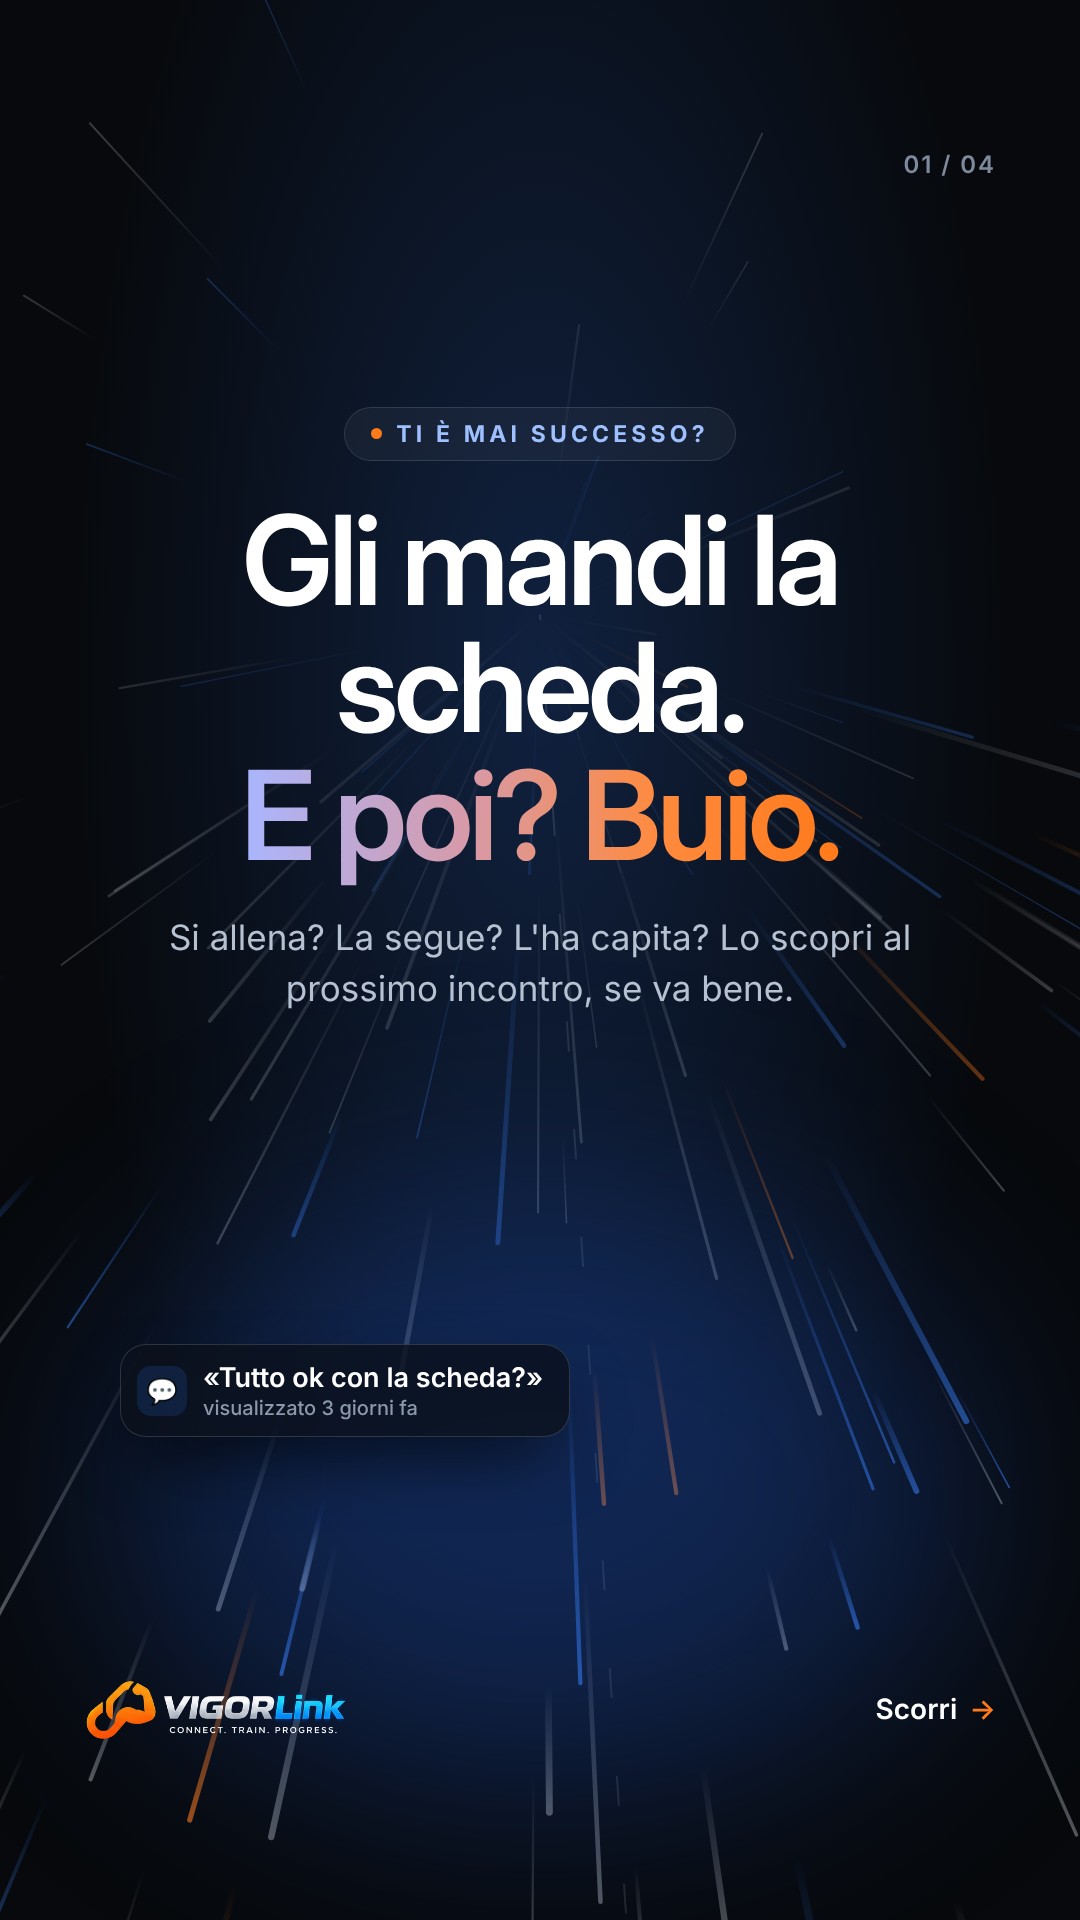 01 / 04
TI È MAI SUCCESSO?
Gli mandi la
scheda.
E poi? Buio.
Si allena? La segue? L'ha capita? Lo scopri al
prossimo incontro, se va bene.
«Tutto ok con la scheda?»
visualizzato 3 giorni fa
VIGORLink
CONNECT. TRAIN. PROGRESS.
Scorri →